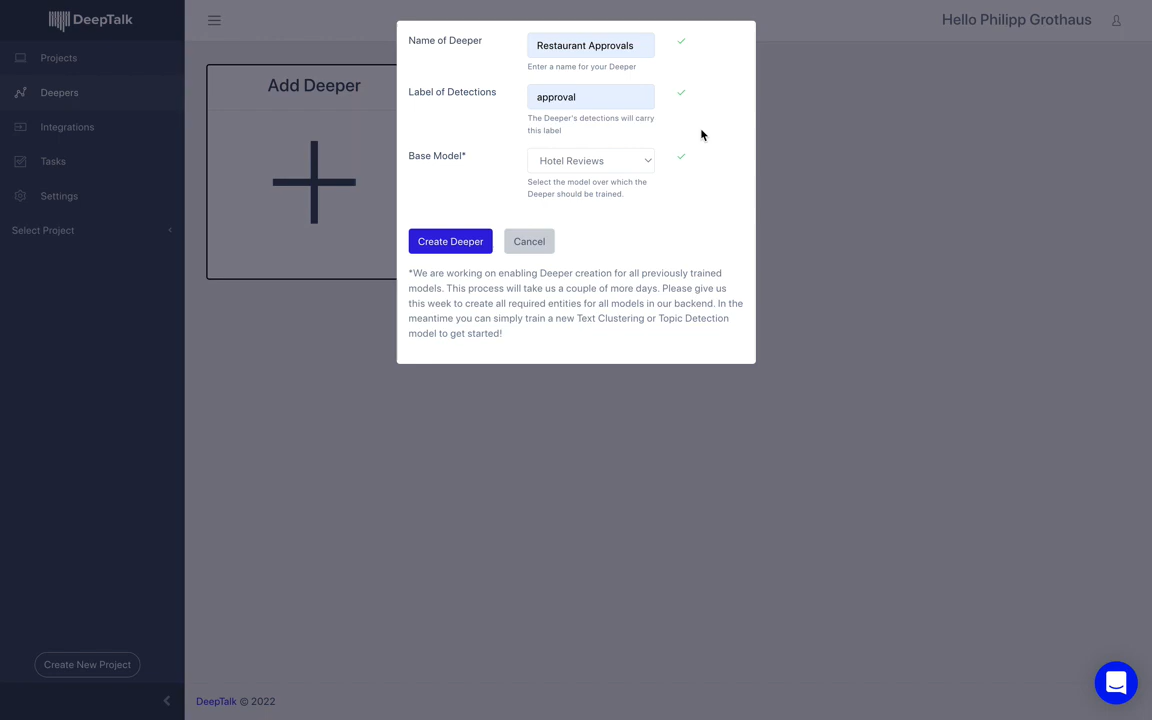 DeepTalk
Hello Philipp Grothaus
Projects
Deepers
Integrations
Tasks
Settings
Select Project
Create New Project
Add Deeper
Name of Deeper
Restaurant Approvals
Enter a name for your Deeper
Label of Detections
approval
The Deeper's detections will carry
this label
Base Model*
Hotel Reviews
Select the model over which the
Deeper should be trained.
Create Deeper
Cancel
*We are working on enabling Deeper creation for all previously trained
models. This process will take us a couple of more days. Please give us
this week to create all required entities for all models in our backend. In the
meantime you can simply train a new Text Clustering or Topic Detection
model to get started!
DeepTalk © 2022